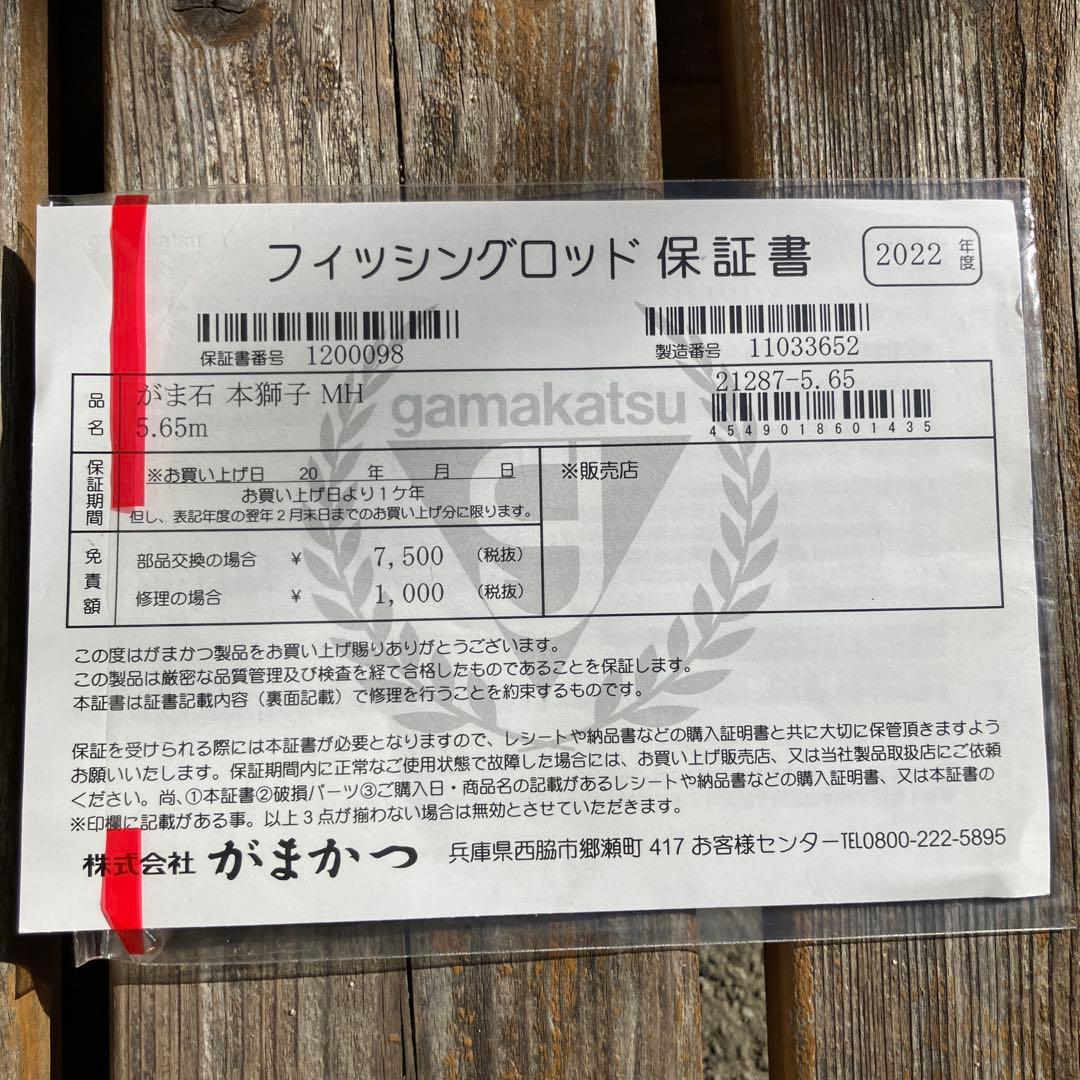 gamakatsu
フィッシングロッド 保証書
2022 年度
保証書番号 1200098
製造番号 11033652
品名
がま石 本獅子 MH
5.65m
gamakatsu
21287-5.65
4549018601435
保証期間
※お買い上げ日 20 年 月 日
お買い上げ日より1ケ年
但し、表記年度の翌年2月末日までのお買い上げ分に限ります。
※販売店
免責額
部品交換の場合 ¥ 7,500 (税抜)
修理の場合 ¥ 1,000 (税抜)
この度はがまかつ製品をお買い上げ賜りありがとうございます。
この製品は厳密な品質管理及び検査を経て合格したものであることを保証します。
本証書は証書記載内容(裏面記載)で修理を行うことを約束するものです。
保証を受けられる際には本証書が必要となりますので、レシートや納品書などの購入証明書と共に大切に保管頂きますよう
お願いいたします。保証期間内に正常なご使用状態で故障した場合には、お買い上げ販売店、又は当社製品取扱店にご依頼
ください。尚、①本証書②破損パーツ③ご購入日・商品名の記載があるレシートや納品書などの購入証明書、又は本証書の
※印欄に記載がある事。以上3点が揃わない場合は無効とさせていただきます。
株式会社 がまかつ 兵庫県西脇市郷瀬町 417 お客様センターTEL0800-222-5895